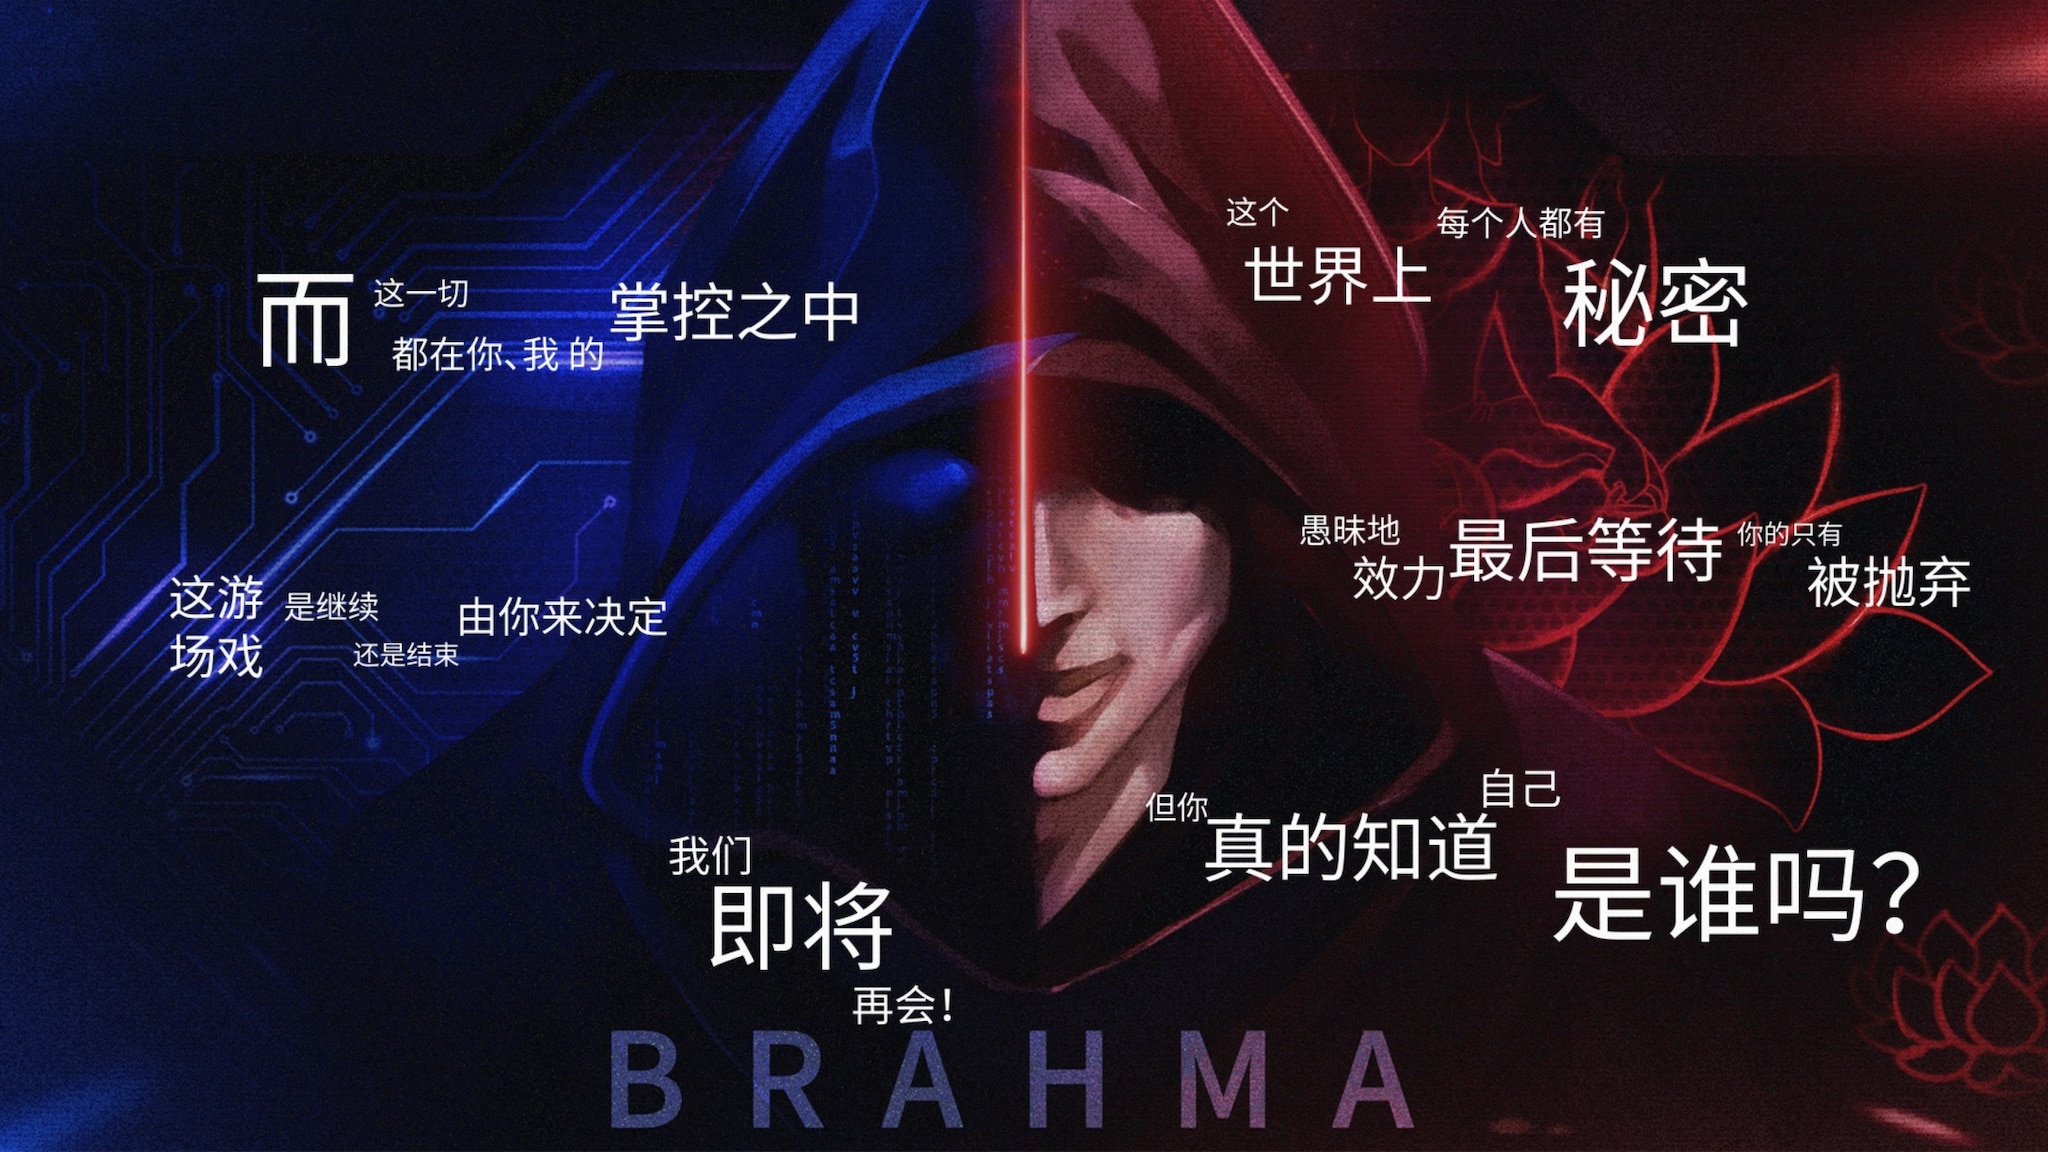 这个
世界上
每个人都有
秘密
而
这一切
都在你、我 的
掌控之中
愚昧地
效力
最后等待
你的只有
被抛弃
这游
场戏
是继续
还是结束
由你来决定
但你
真的知道
自己
是谁吗？
我们
即将
再会！
BRAHMA